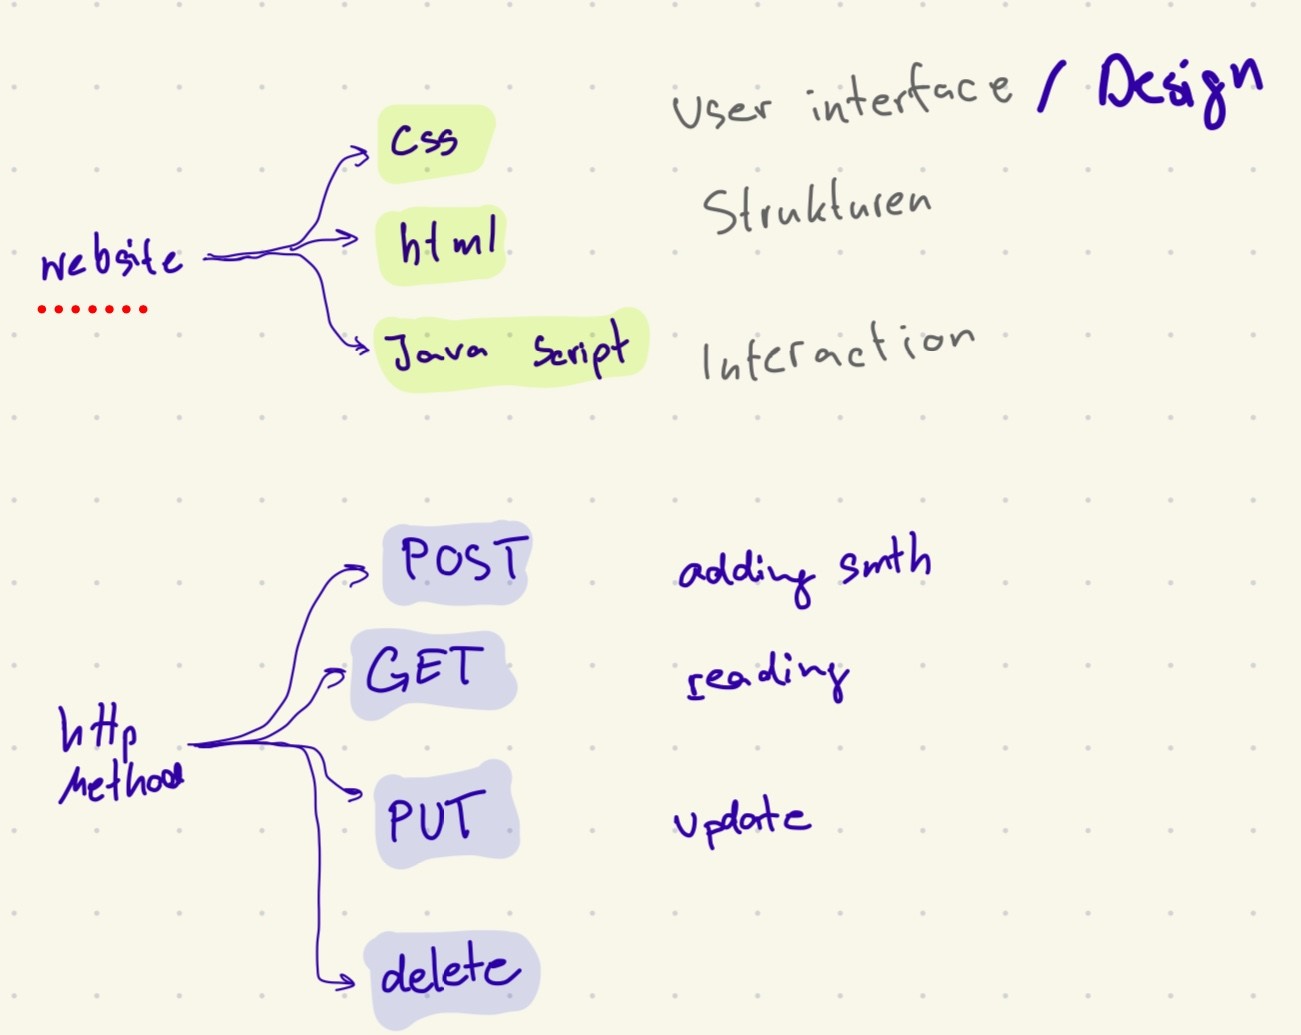 User interface / Design
Css
Strukturen
html
website
Java Script
Interaction
POST
adding smth
GET
reading
http
Method
PUT
update
delete